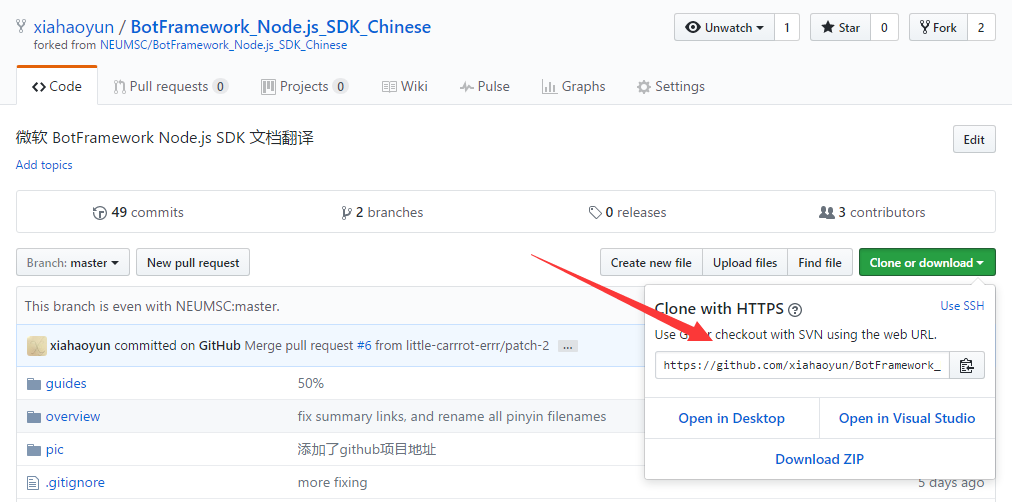 xiahaoyun / BotFramework_Node.js_SDK_Chinese
Unwatch 1 Star 0 Fork 2
forked from NEUMSC/BotFramework_Node.js_SDK_Chinese
Code Pull requests 0 Projects 0 Wiki Pulse Graphs Settings
微软 BotFramework Node.js SDK 文档翻译
Edit
Add topics
49 commits 2 branches 0 releases 3 contributors
Branch: master New pull request Create new file Upload files Find file Clone or download
This branch is even with NEUMSC:master.
Clone with HTTPS Use SSH
Use checkout with SVN using the web URL.
https://github.com/xiahaoyun/BotFramework_
Open in Desktop Open in Visual Studio
Download ZIP
xiahaoyun committed on GitHub Merge pull request #6 from little-carrrot-errr/patch-2 ...
guides 50%
overview fix summary links, and rename all pinyin filenames
pic 添加了github项目地址
.gitignore more fixing 5 days ago